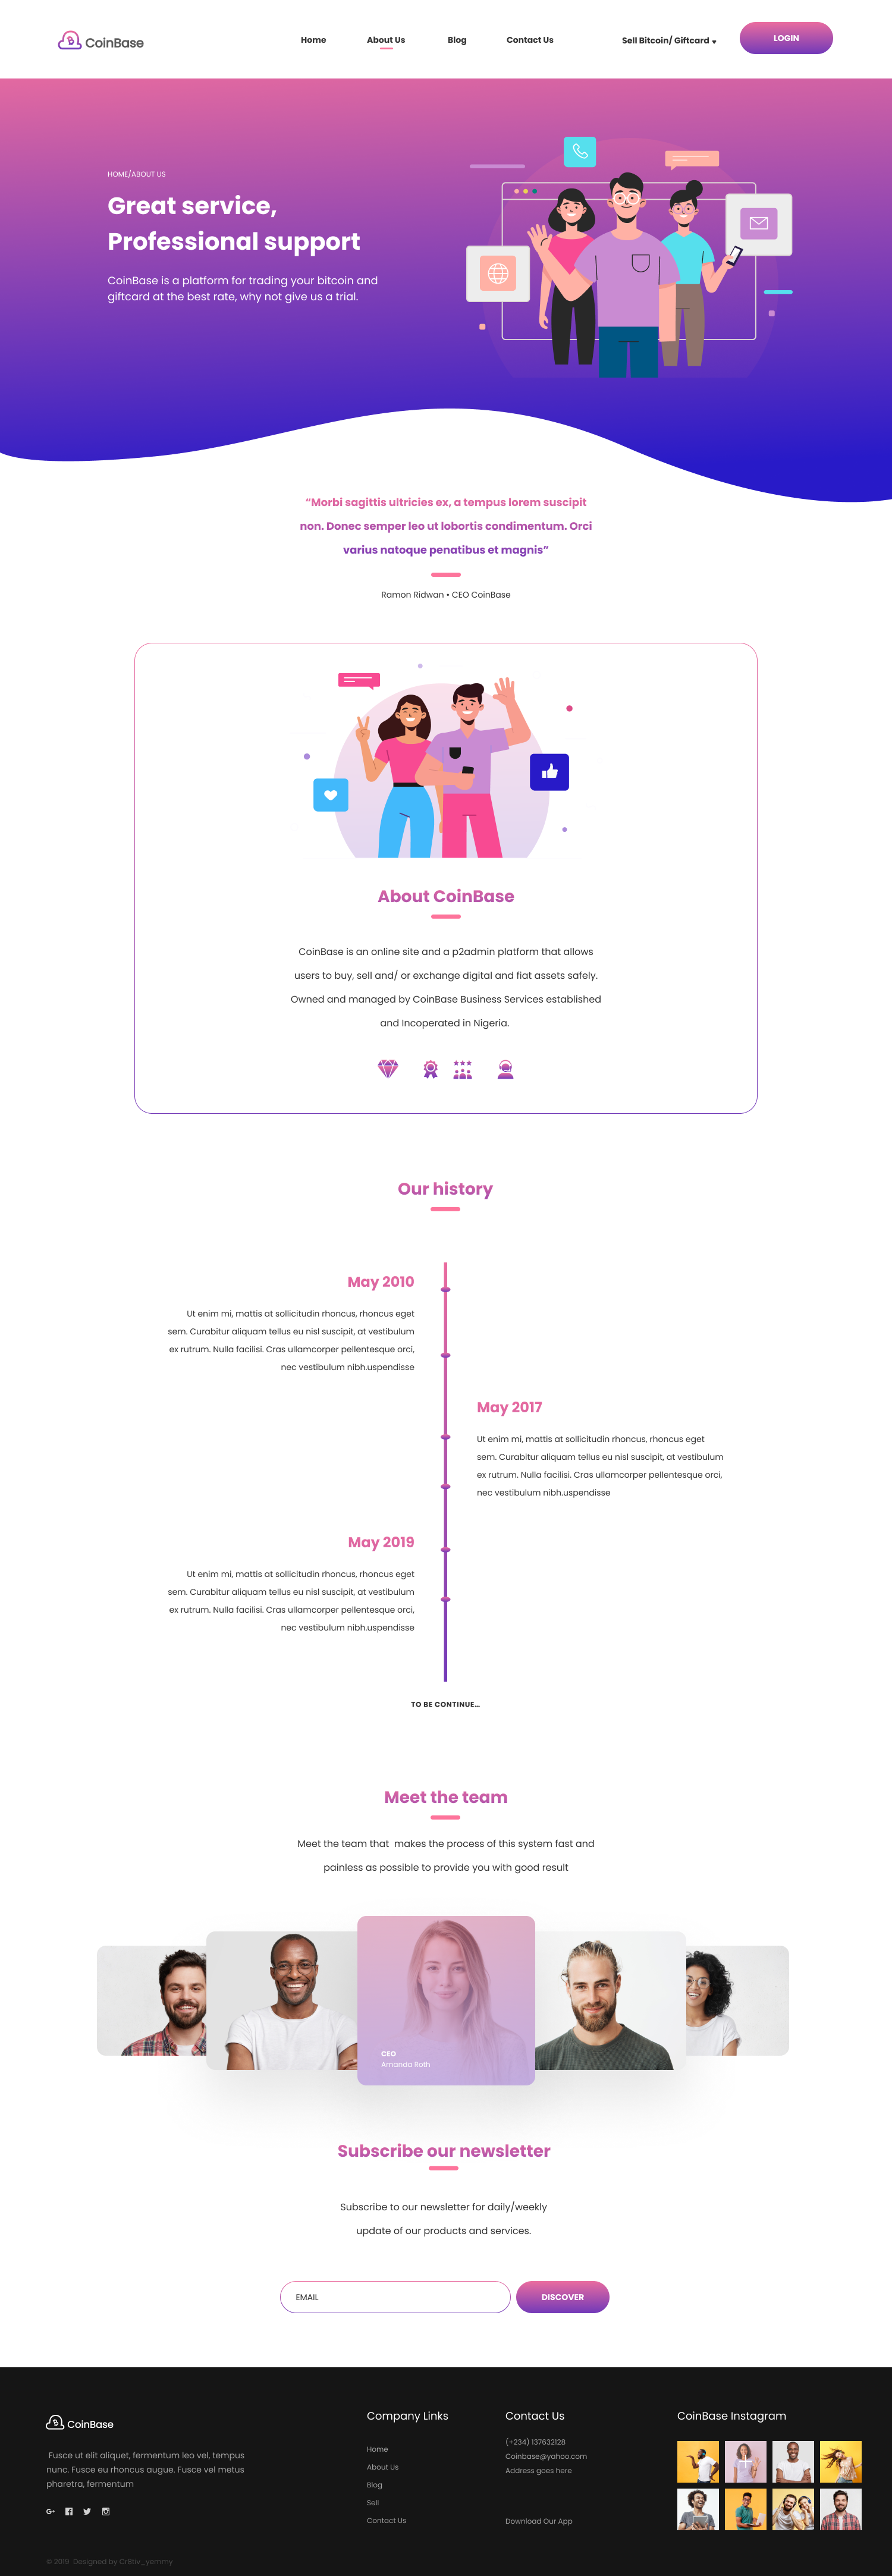 CoinBase
Home
About Us
Blog
Contact Us
Sell Bitcoin/ Giftcard
LOGIN
HOME/ABOUT US
Great service,
Professional support
CoinBase is a platform for trading your bitcoin and
giftcard at the best rate, why not give us a trial.
“Morbi sagittis ultricies ex, a tempus lorem suscipit
non. Donec semper leo ut lobortis condimentum. Orci
varius natoque penatibus et magnis”
Ramon Ridwan • CEO CoinBase
About CoinBase
CoinBase is an online site and a p2admin platform that allows
users to buy, sell and/ or exchange digital and fiat assets safely.
Owned and managed by CoinBase Business Services established
and Incoperated in Nigeria.
Our history
May 2010
Ut enim mi, mattis at sollicitudin rhoncus, rhoncus eget
sem. Curabitur aliquam tellus eu nisl suscipit, at vestibulum
ex rutrum. Nulla facilisi. Cras ullamcorper pellentesque orci,
nec vestibulum nibh.uspendisse
May 2017
Ut enim mi, mattis at sollicitudin rhoncus, rhoncus eget
sem. Curabitur aliquam tellus eu nisl suscipit, at vestibulum
ex rutrum. Nulla facilisi. Cras ullamcorper pellentesque orci,
nec vestibulum nibh.uspendisse
May 2019
Ut enim mi, mattis at sollicitudin rhoncus, rhoncus eget
sem. Curabitur aliquam tellus eu nisl suscipit, at vestibulum
ex rutrum. Nulla facilisi. Cras ullamcorper pellentesque orci,
nec vestibulum nibh.uspendisse
TO BE CONTINUE...
Meet the team
Meet the team that makes the process of this system fast and
painless as possible to provide you with good result
CEO
Amanda Roth
Subscribe our newsletter
Subscribe to our newsletter for daily/weekly
update of our products and services.
EMAIL
DISCOVER
CoinBase
Fusce ut elit aliquet, fermentum leo vel, tempus
nunc. Fusce eu rhoncus augue. Fusce vel metus
pharetra, fermentum
G+
Company Links
Home
About Us
Blog
Sell
Contact Us
Contact Us
(+234) 137632128
Coinbase@yahoo.com
Address goes here
Download Our App
CoinBase Instagram
© 2019 Designed by Cr8tiv_yemmy